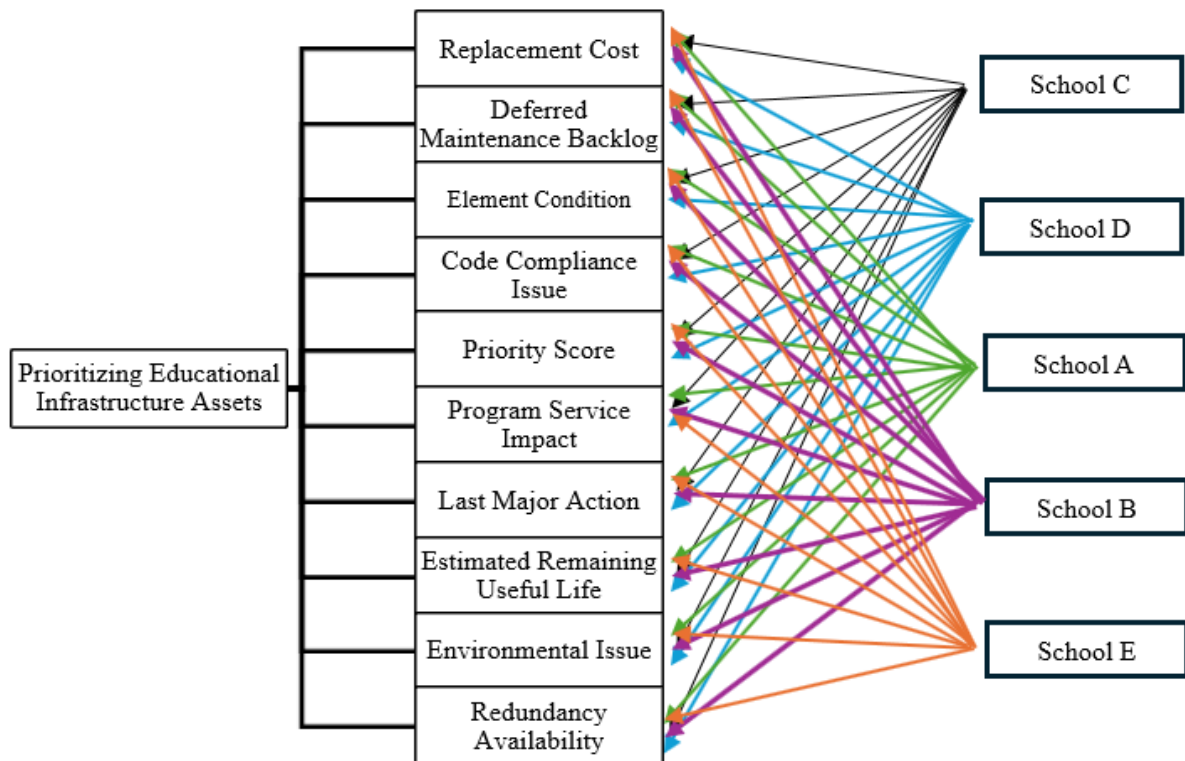 Prioritizing Educational
Infrastructure Assets
Replacement Cost
Deferred
Maintenance Backlog
Element Condition
Code Compliance
Issue
Priority Score
Program Service
Impact
Last Major Action
Estimated Remaining
Useful Life
Environmental Issue
Redundancy
Availability
School C
School D
School A
School B
School E